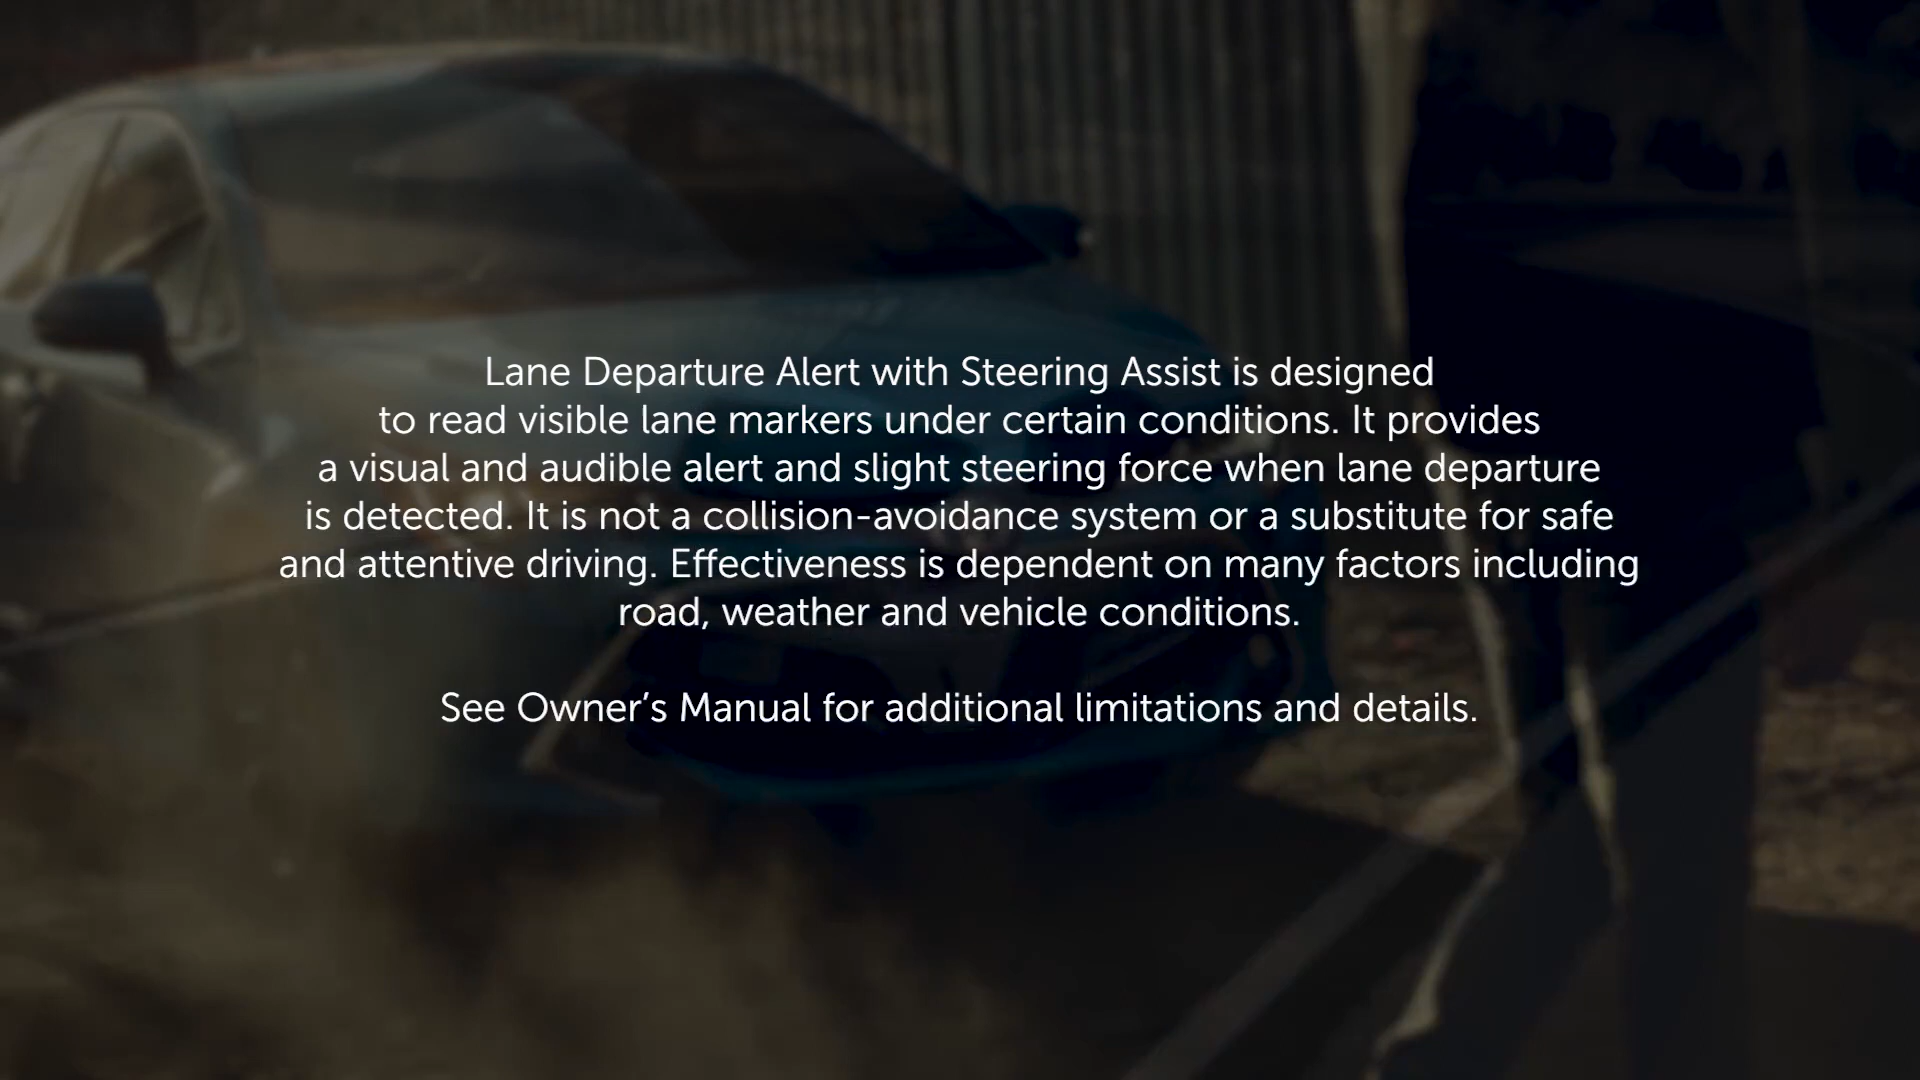 Lane Departure Alert with Steering Assist is designed
to read visible lane markers under certain conditions. It provides
a visual and audible alert and slight steering force when lane departure
is detected. It is not a collision-avoidance system or a substitute for safe
and attentive driving. Effectiveness is dependent on many factors including
road, weather and vehicle conditions.
See Owner’s Manual for additional limitations and details.